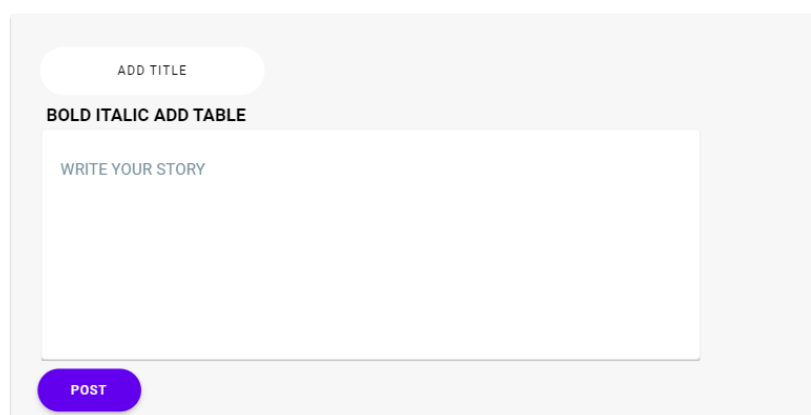 ADD TITLE
BOLD ITALIC ADD TABLE
WRITE YOUR STORY
POST